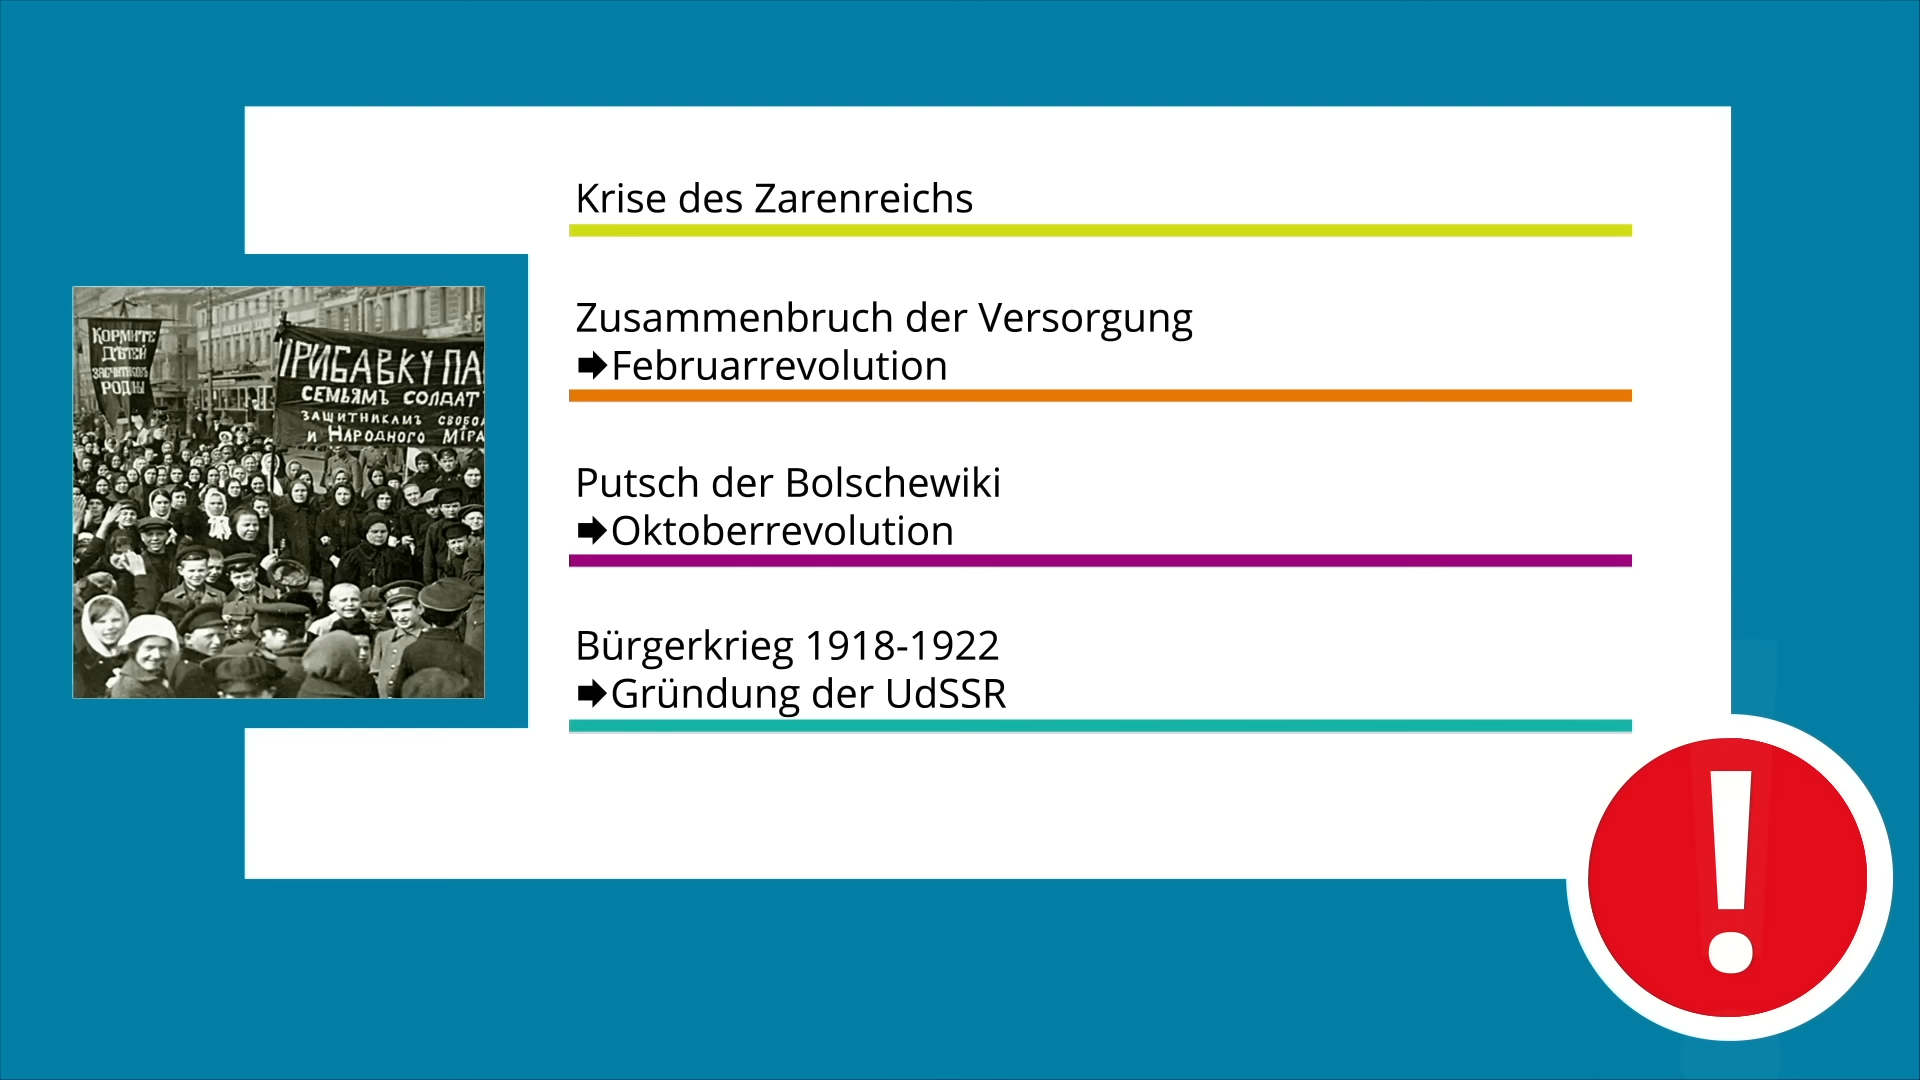 Krise des Zarenreichs
Zusammenbruch der Versorgung
➡Februarrevolution
Putsch der Bolschewiki
➡Oktoberrevolution
Bürgerkrieg 1918-1922
➡Gründung der UdSSR
КОРМИТЕ
ДѢТЕЙ
РОДИНЫ
ПРИБАВКУ ПА
СЕМЬЯМЪ СОЛДАТ
ЗАЩИТНИКАМЪ СВОБО
И НАРОДНОГО МІРА
!